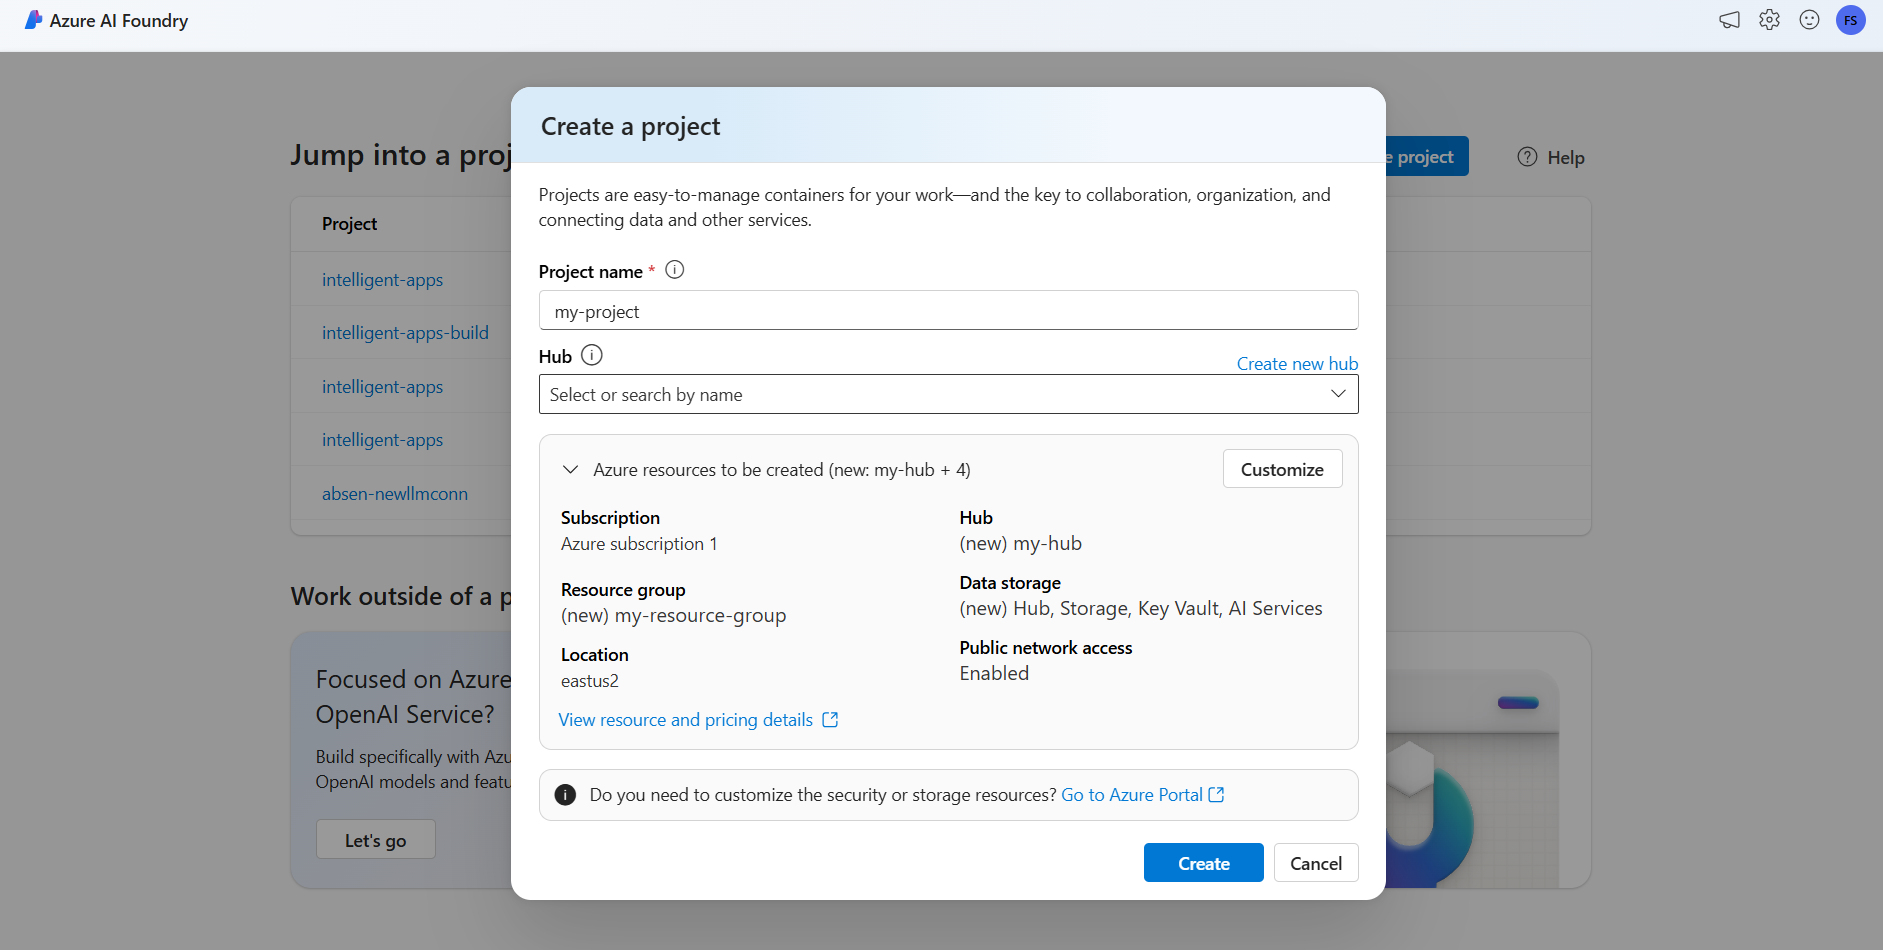 Azure AI Foundry
FS
Create a project
Jump into a proj
e project
Help
Projects are easy-to-manage containers for your work—and the key to collaboration, organization, and
connecting data and other services.
Project
Project name *
intelligent-apps
my-project
intelligent-apps-build
Hub
Create new hub
intelligent-apps
Select or search by name
intelligent-apps
Azure resources to be created (new: my-hub + 4)
Customize
absen-newllmconn
Subscription
Azure subscription 1
Hub
(new) my-hub
Resource group
(new) my-resource-group
Data storage
(new) Hub, Storage, Key Vault, AI Services
Location
eastus2
Public network access
Enabled
View resource and pricing details
Work outside of a p
Focused on Azure
OpenAI Service?
Build specifically with Azu
OpenAI models and featu
Let's go
Do you need to customize the security or storage resources? Go to Azure Portal
Create
Cancel